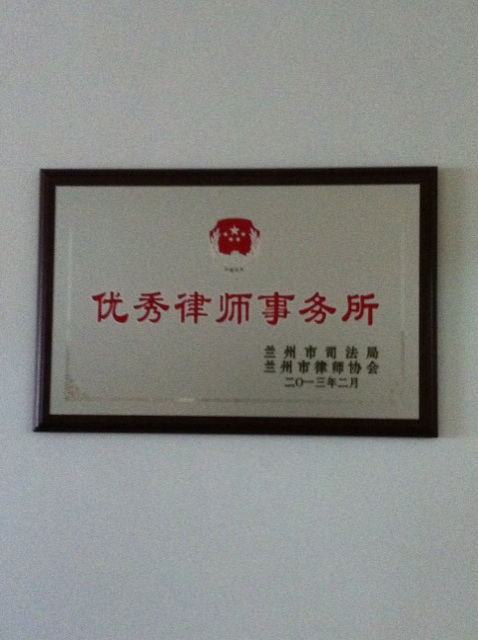 优秀律师事务所
兰州市司法局
兰州市律师协会
二〇一三年二月